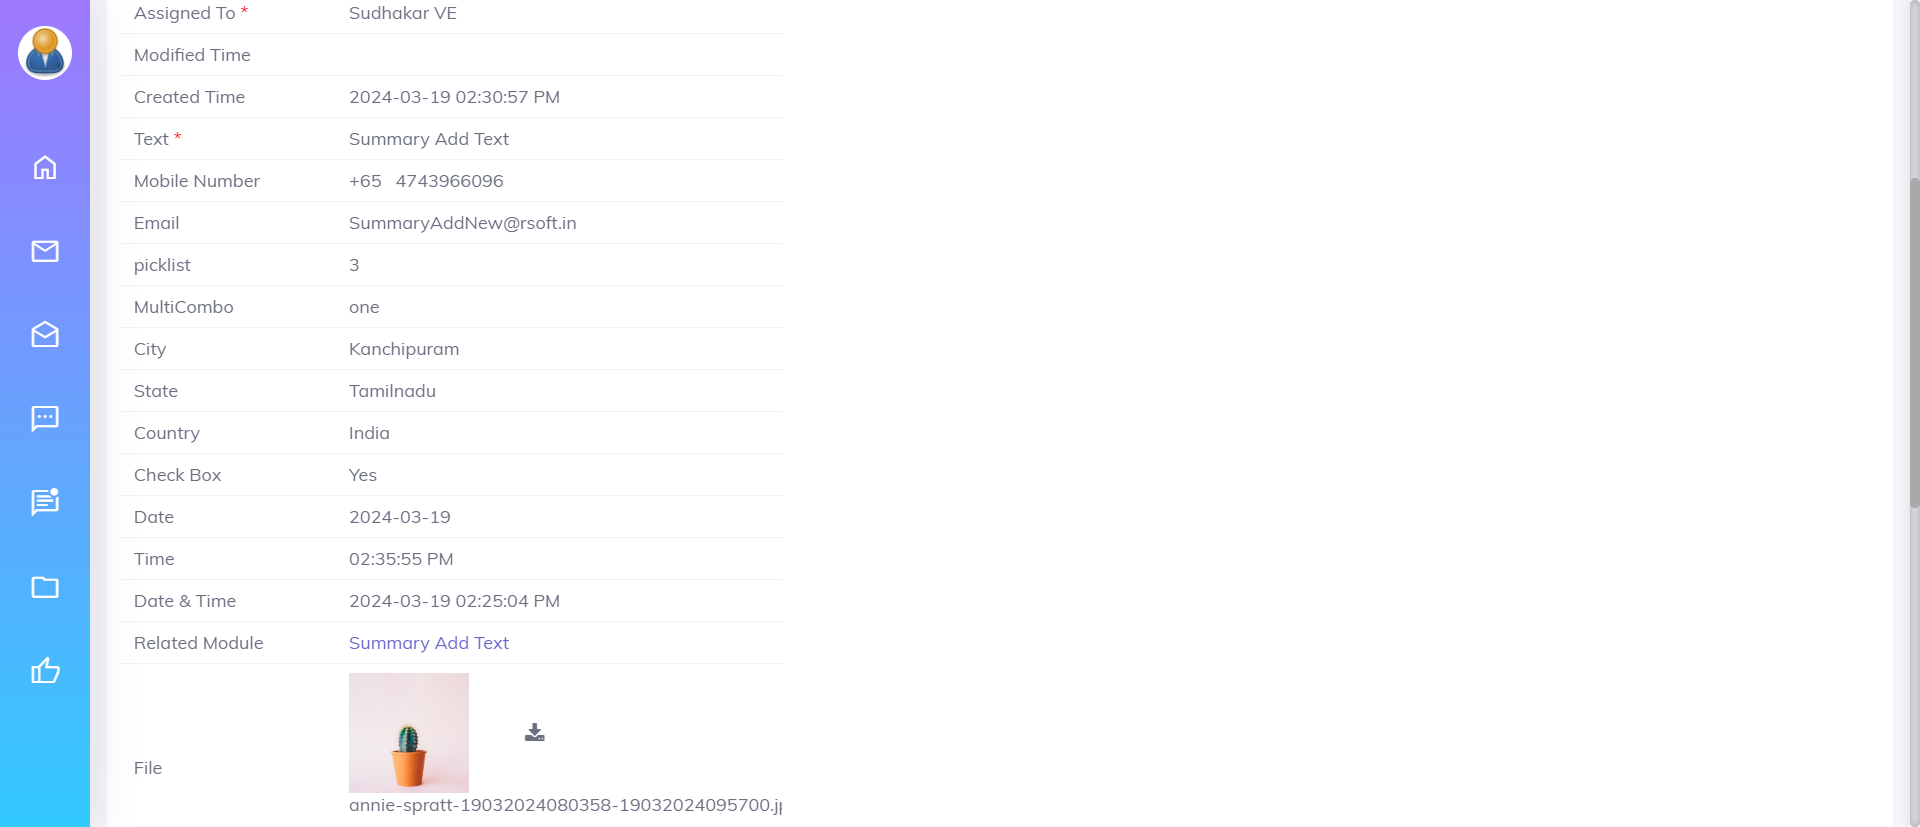 Assigned To * Sudhakar VE
Modified Time
Created Time 2024-03-19 02:30:57 PM
Text * Summary Add Text
Mobile Number +65 4743966096
Email SummaryAddNew@rsoft.in
picklist 3
MultiCombo one
City Kanchipuram
State Tamilnadu
Country India
Check Box Yes
Date 2024-03-19
Time 02:35:55 PM
Date & Time 2024-03-19 02:25:04 PM
Related Module Summary Add Text
File
annie-spratt-19032024080358-19032024095700.j